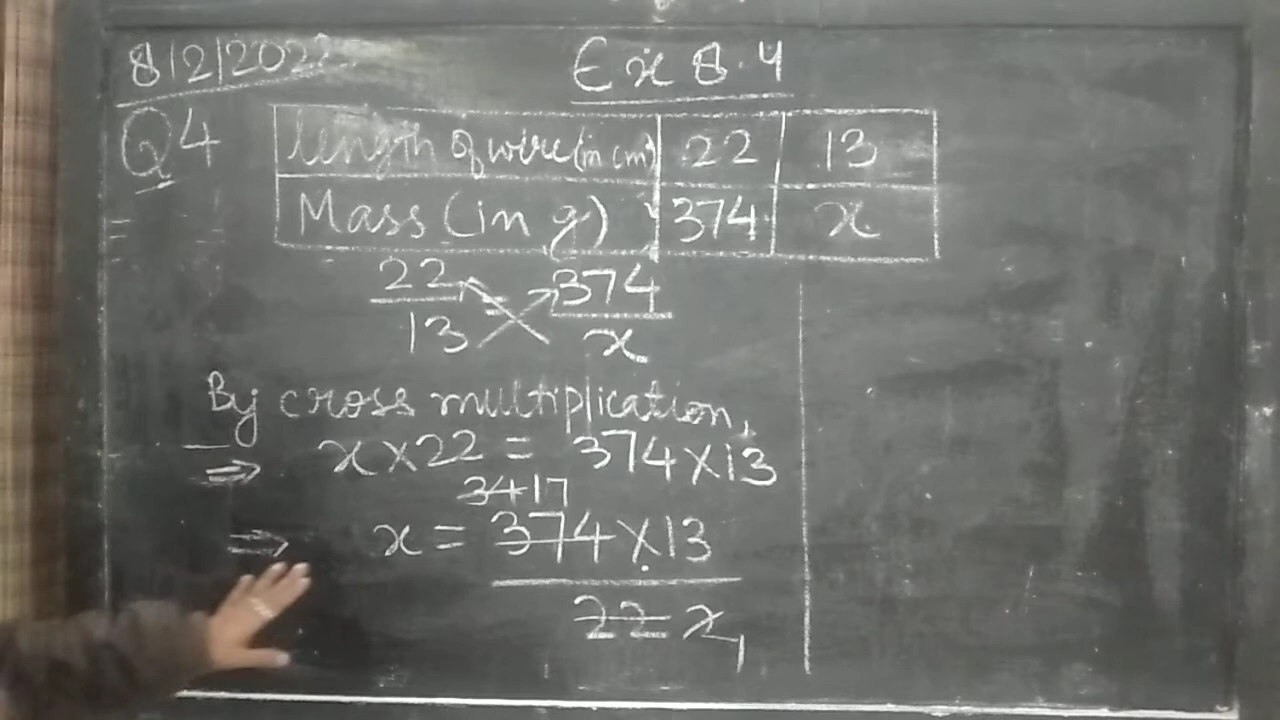 8/2/2022
Ex 8.4
Q4
length of wire (in cm) 22 13
Mass (in g) 374 x
22/13 = 374/x
By cross multiplication,
⇒ x×22 = 374×13
34 17
⇒ x = 374×13
22 2 1